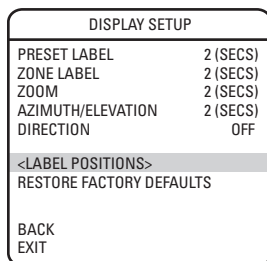 DISPLAY SETUP
PRESET LABEL 2 (SECS)
ZONE LABEL 2 (SECS)
ZOOM 2 (SECS)
AZIMUTH/ELEVATION 2 (SECS)
DIRECTION OFF
<LABEL POSITIONS>
RESTORE FACTORY DEFAULTS
BACK
EXIT